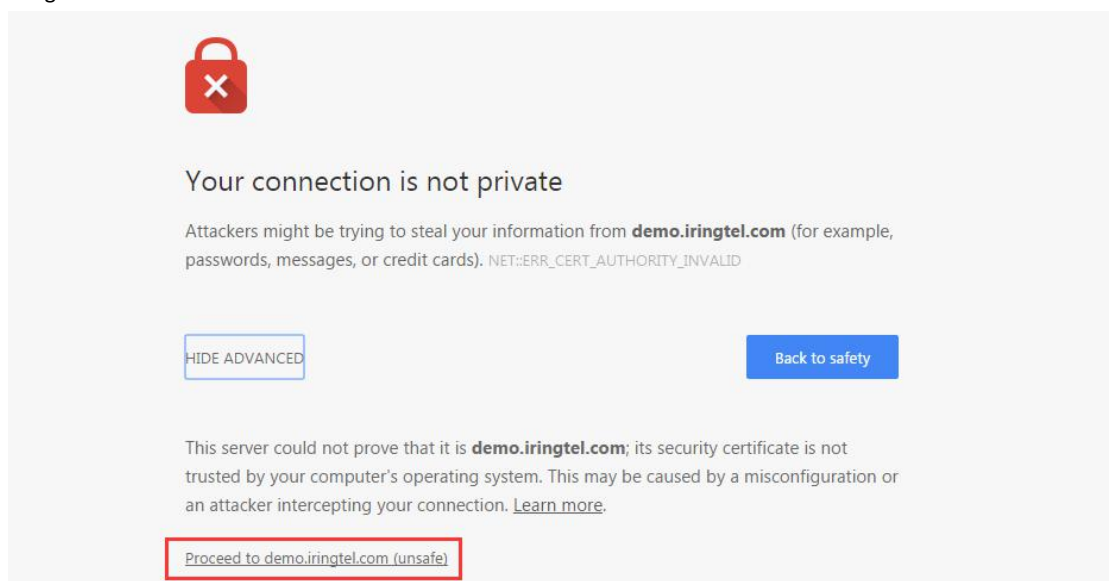 Your connection is not private
Attackers might be trying to steal your information from demo.iringtel.com (for example,
passwords, messages, or credit cards). NET::ERR_CERT_AUTHORITY_INVALID
HIDE ADVANCED
Back to safety
This server could not prove that it is demo.iringtel.com; its security certificate is not
trusted by your computer's operating system. This may be caused by a misconfiguration or
an attacker intercepting your connection. Learn more.
Proceed to demo.iringtel.com (unsafe)